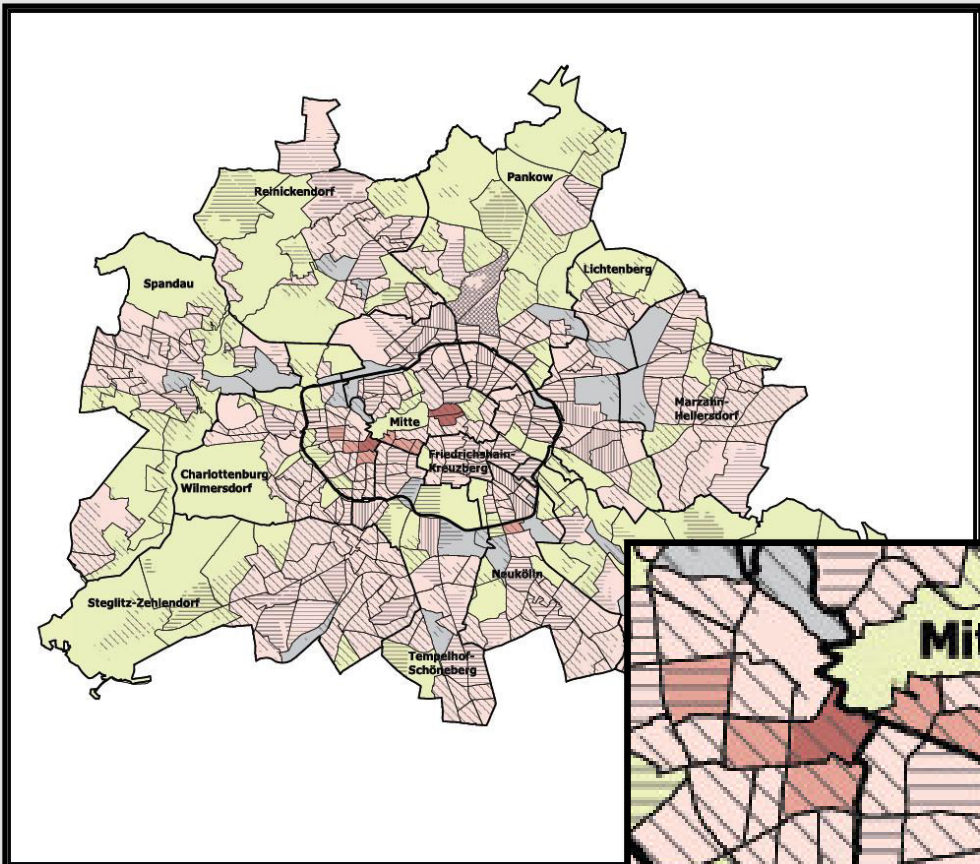 Pankow
Reinickendorf
Lichtenberg
Spandau
Marzahn-
Hellersdorf
Mitte
Friedrichshain-
Kreuzberg
Charlottenburg
Wilmersdorf
Neukölln
Steglitz-Zehlendorf
Tempelhof-
Schöneberg
Mit